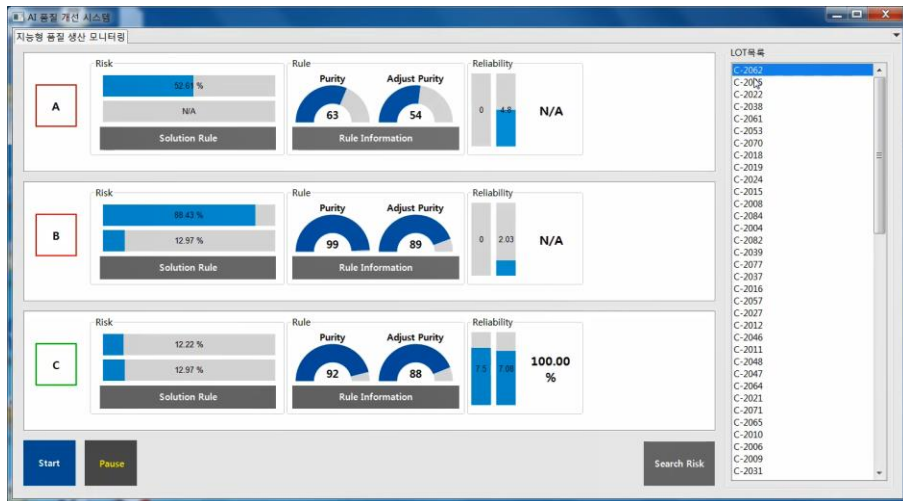 AI 품질 개선 시스템
지능형 품질 생산 모니터링
A
Risk
52.61 %
N/A
Solution Rule
Rule
Purity
Adjust Purity
63
54
Rule Information
Reliability
0
4.8
N/A
B
Risk
88.43 %
12.97 %
Solution Rule
Rule
Purity
Adjust Purity
99
89
Rule Information
Reliability
0
2.03
N/A
C
Risk
12.22 %
12.97 %
Solution Rule
Rule
Purity
Adjust Purity
92
88
Rule Information
Reliability
7.5
7.08
100.00
%
Start
Pause
Search Risk
LOT목록
C-2062
C-2022
C-2038
C-2061
C-2053
C-2070
C-2018
C-2019
C-2024
C-2015
C-2008
C-2084
C-2004
C-2082
C-2039
C-2077
C-2037
C-2016
C-2057
C-2027
C-2012
C-2046
C-2011
C-2048
C-2047
C-2064
C-2021
C-2071
C-2065
C-2010
C-2006
C-2009
C-2031